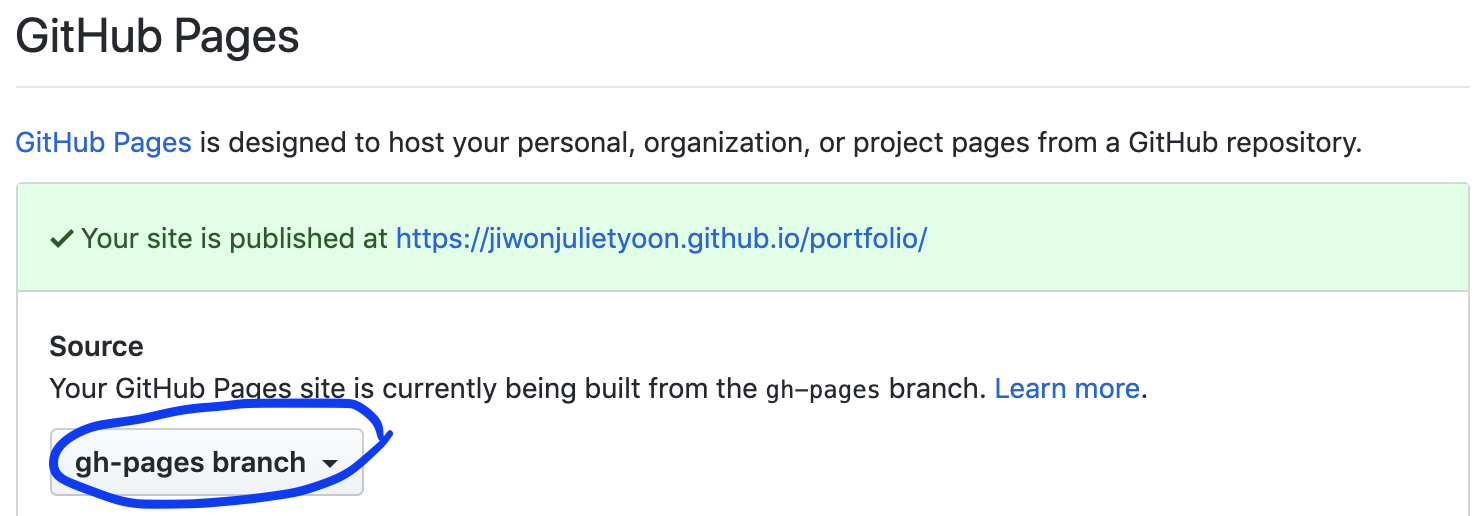 GitHub Pages
GitHub Pages is designed to host your personal, organization, or project pages from a GitHub repository.
✓ Your site is published at https://jiwonjulietyoon.github.io/portfolio/
Source
Your GitHub Pages site is currently being built from the gh-pages branch. Learn more.
gh-pages branch